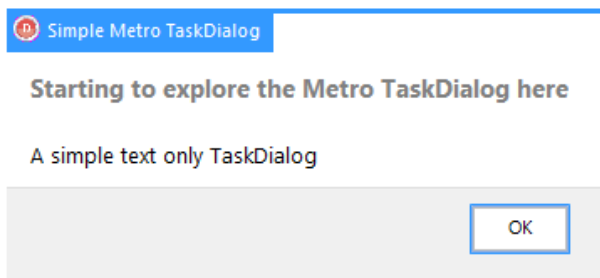 Simple Metro TaskDialog
Starting to explore the Metro TaskDialog here
A simple text only TaskDialog
OK